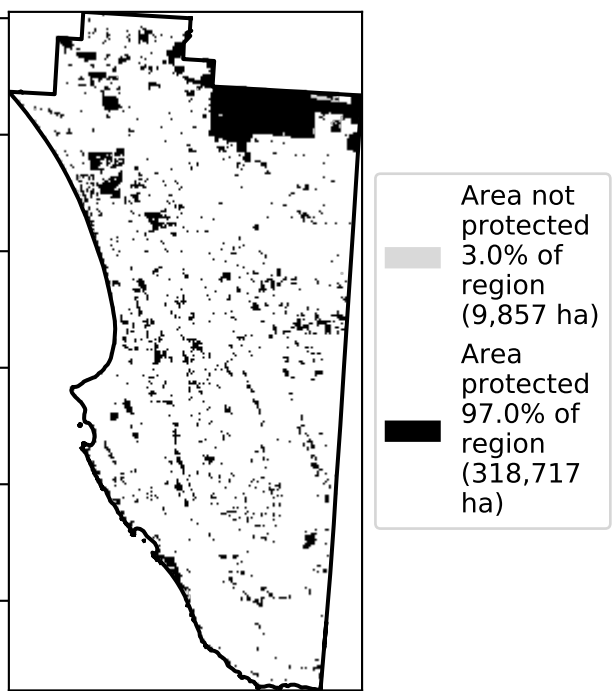 Area not
protected
3.0% of
region
(9,857 ha)
Area
protected
97.0% of
region
(318,717
ha)